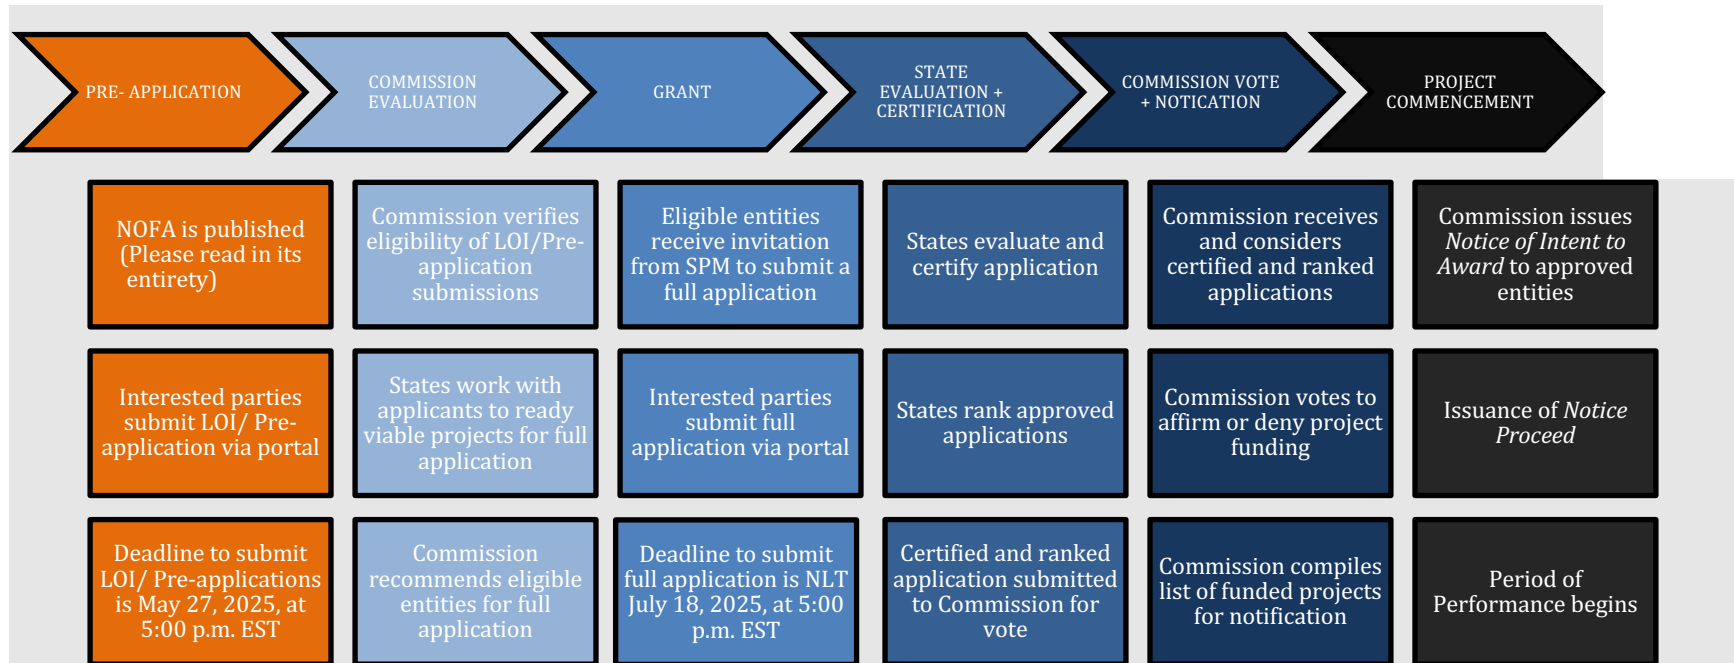 PRE- APPLICATION
COMMISSION
EVALUATION
GRANT
STATE
EVALUATION +
CERTIFICATION
COMMISSION VOTE
+ NOTICATION
PROJECT
COMMENCEMENT
NOFA is published
(Please read in its
entirety)
Commission verifies
eligibility of LOI/Pre-
application
submissions
Eligible entities
receive invitation
from SPM to submit a
full application
States evaluate and
certify application
Commission receives
and considers
certified and ranked
applications
Commission issues
Notice of Intent to
Award to approved
entities
Interested parties
submit LOI/ Pre-
application via portal
States work with
applicants to ready
viable projects for full
application
Interested parties
submit full
application via portal
States rank approved
applications
Commission votes to
affirm or deny project
funding
Issuance of Notice
Proceed
Deadline to submit
LOI/ Pre-applications
is May 27, 2025, at
5:00 p.m. EST
Commission
recommends eligible
entities for full
application
Deadline to submit
full application is NLT
July 18, 2025, at 5:00
p.m. EST
Certified and ranked
application submitted
to Commission for
vote
Commission compiles
list of funded projects
for notification
Period of
Performance begins